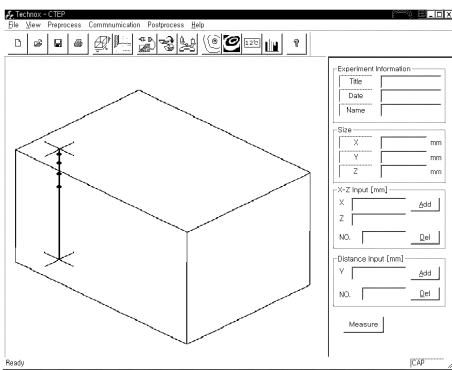 Technox - CTEP
File View Preprocess Commnunication Postprocess Help
Experiment Information
Title
Date
Name
Size
X mm
Y mm
Z mm
X-Z Input [mm]
X Add
Z
NO. Del
Distance Input [mm]
Y Add
NO. Del
Measure
Ready CAP